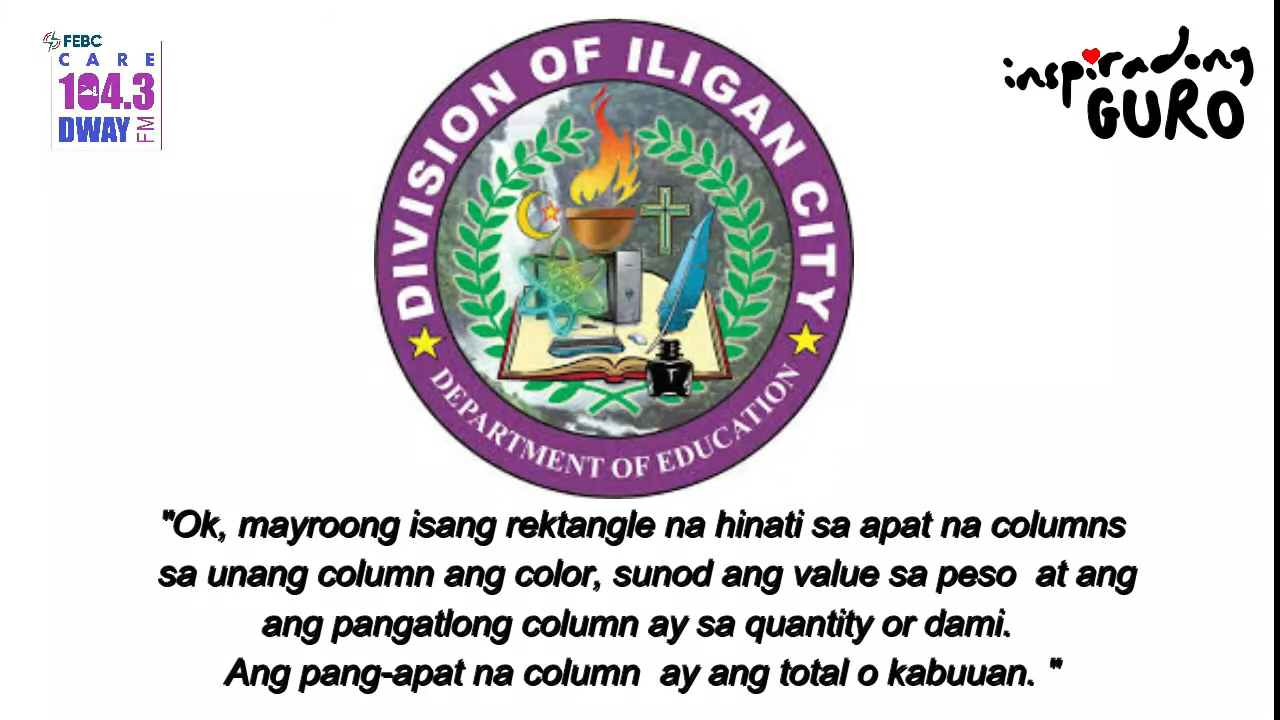 FEBC
CARE
104.3
DWAY FM
inspiradong
GURO
DIVISION OF ILIGAN CITY
DEPARTMENT OF EDUCATION
"Ok, mayroong isang rektangle na hinati sa apat na columns
sa unang column ang color, sunod ang value sa peso at ang
ang pangatlong column ay sa quantity or dami.
Ang pang-apat na column ay ang total o kabuuan. "